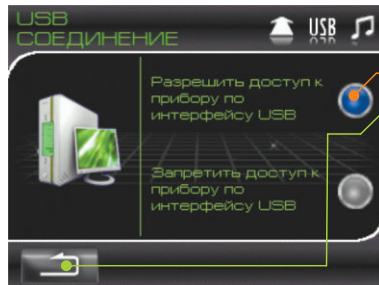 USB
СОЕДИНЕНИЕ
USB
Разрешить доступ к
прибору по
интерфейсу USB
Запретить доступ к
прибору по
интерфейсу USB